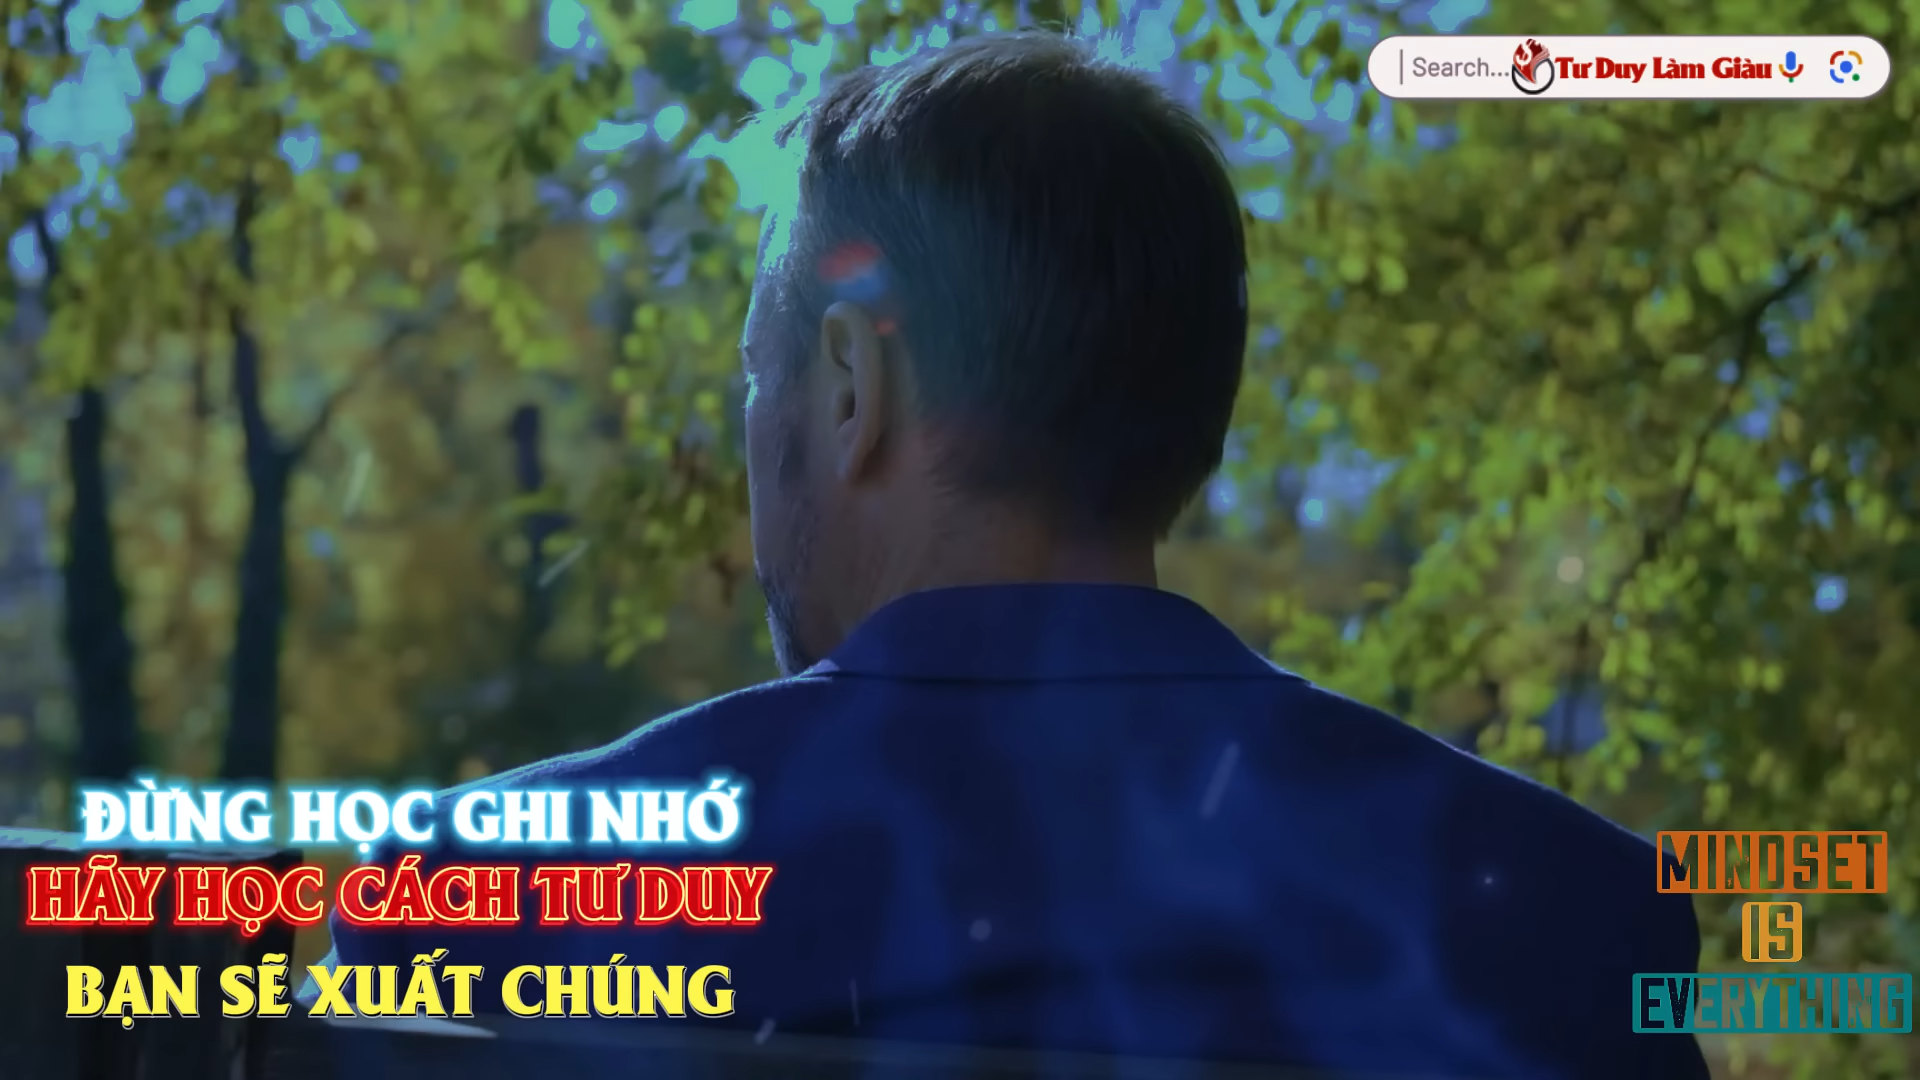 Search... Tư Duy Làm Giàu
ĐỪNG HỌC GHI NHỚ
HÃY HỌC CÁCH TƯ DUY
BẠN SẼ XUẤT CHÚNG
MINDSET
IS
EVERYTHING